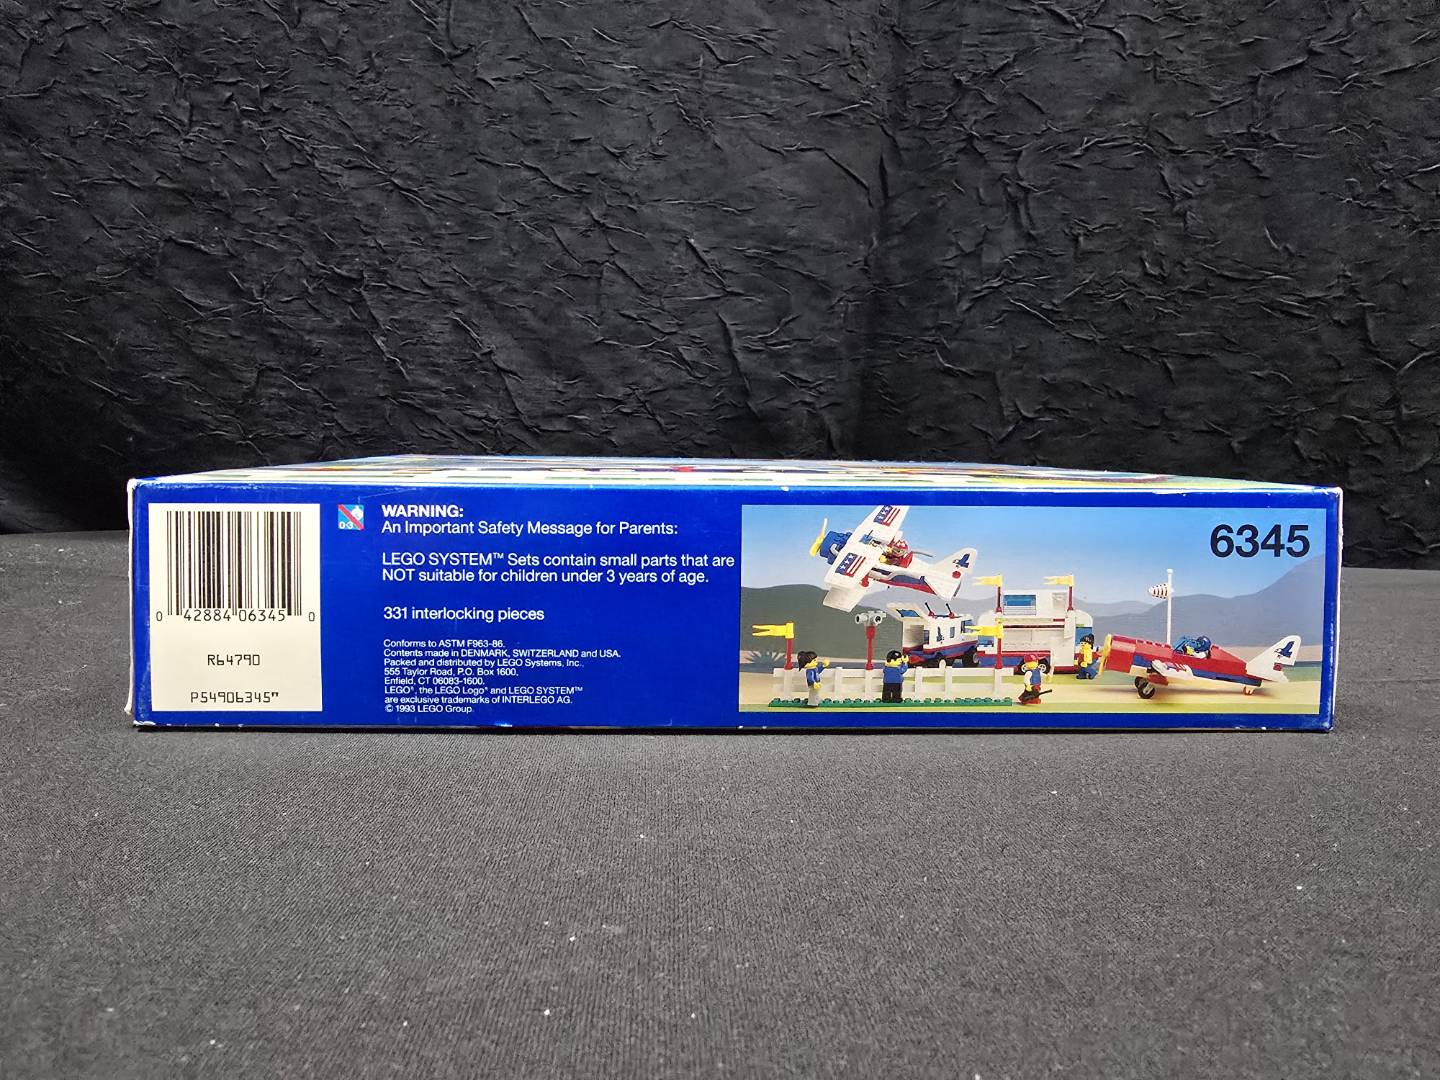 0 42884 06345 0
R64790
P54906345"
0-3
WARNING:
An Important Safety Message for Parents:
LEGO SYSTEM™ Sets contain small parts that are
NOT suitable for children under 3 years of age.
331 interlocking pieces
Conforms to ASTM F963-86.
Contents made in DENMARK, SWITZERLAND and USA.
Packed and distributed by LEGO Systems, Inc.,
555 Taylor Road, P.O. Box 1600,
Enfield, CT 06083-1600.
LEGO®, the LEGO Logo® and LEGO SYSTEM™
are exclusive trademarks of INTERLEGO AG.
© 1993 LEGO Group.
6345